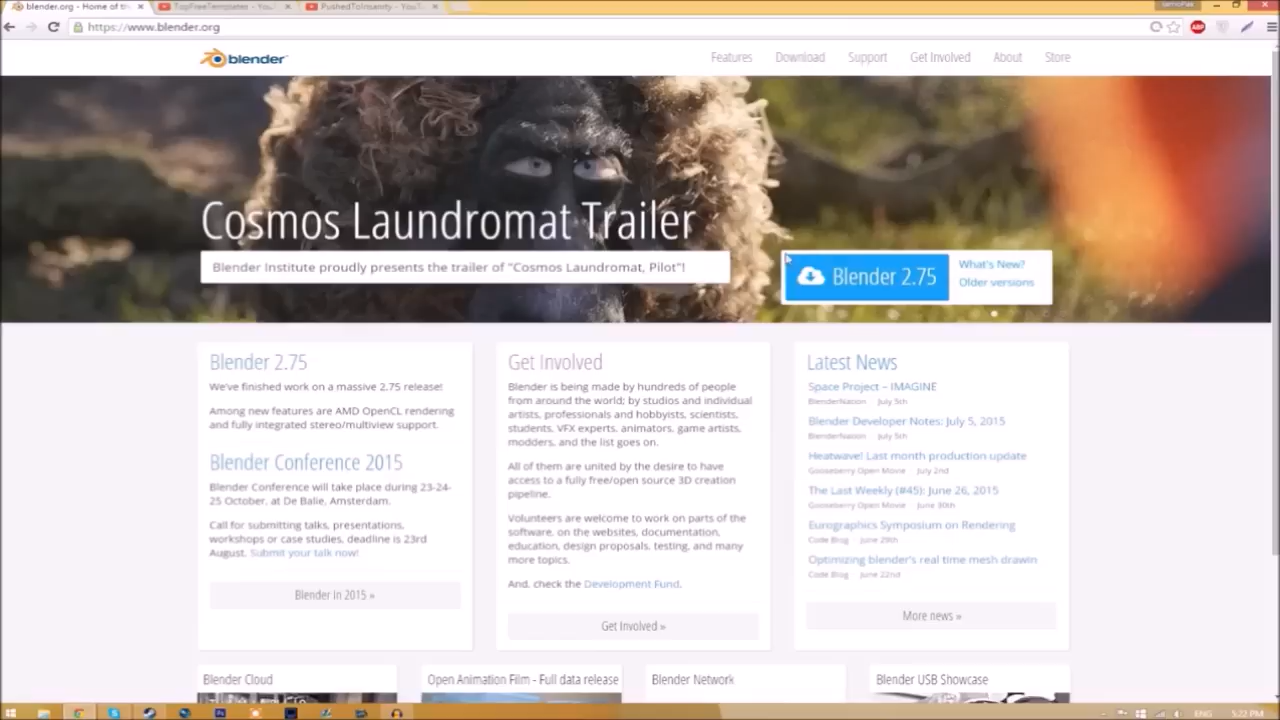 blender.org - Home of th
TopFreeTemplates - You
PushedToInsanity - YouT
https://www.blender.org
ABP
blender
Features
Download
Support
Get Involved
About
Store
Cosmos Laundromat Trailer
Blender Institute proudly presents the trailer of "Cosmos Laundromat, Pilot"!
Blender 2.75
What's New?
Older versions
Blender 2.75
We've finished work on a massive 2.75 release!
Among new features are AMD OpenCL rendering
and fully integrated stereo/multiview support.
Blender Conference 2015
Blender Conference will take place during 23-24-
25 October, at De Balie, Amsterdam.
Call for submitting talks, presentations,
workshops or case studies, deadline is 23rd
August. Submit your talk now!
Blender in 2015 »
Get Involved
Blender is being made by hundreds of people
from around the world; by studios and individual
artists, professionals and hobbyists, scientists,
students, VFX experts, animators, game artists,
modders, and the list goes on.
All of them are united by the desire to have
access to a fully free/open source 3D creation
pipeline.
Volunteers are welcome to work on parts of the
software, on the websites, documentation,
education, design proposals, testing, and many
more topics.
And, check the Development Fund.
Get Involved »
Latest News
Space Project – IMAGINE
BlenderNation July 5th
Blender Developer Notes: July 5, 2015
BlenderNation July 5th
Heatwave! Last month production update
Gooseberry Open Movie July 2nd
The Last Weekly (#45): June 26, 2015
Gooseberry Open Movie June 30th
Eurographics Symposium on Rendering
Code Blog June 29th
Optimizing blender's real time mesh drawin
Code Blog June 22nd
More news »
Blender Cloud
Open Animation Film - Full data release
Blender Network
Blender USB Showcase
ENG
5:22 PM